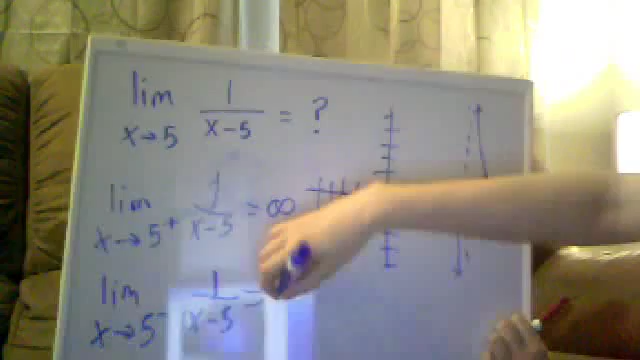 lim 1/(x-5) = ?
x→5
lim 1/(x-5) = ∞
x→5⁺
lim 1/(x-5) =
x→5⁻